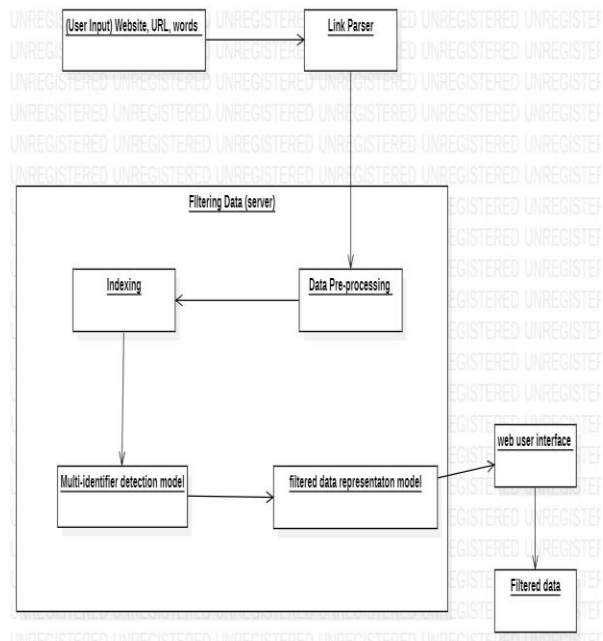 (User Input) Website, URL, words
Link Parser
Filtering Data (server)
Indexing
Data Pre-processing
Multi-identifier detection model
filtered data representaton model
web user interface
Filtered data